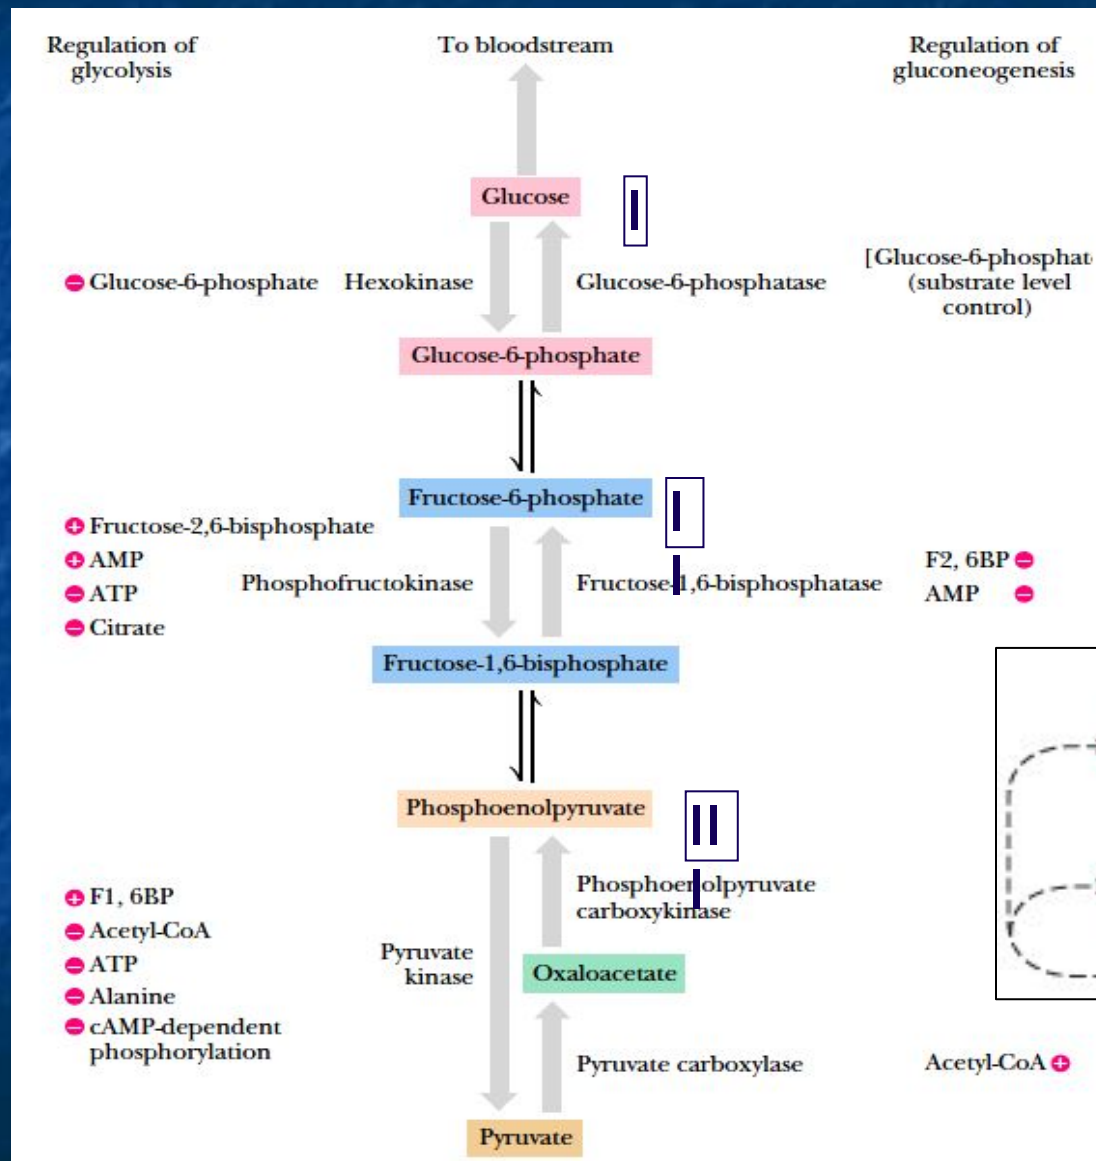 Regulation of
glycolysis
To bloodstream
Regulation of
gluconeogenesis
Glucose
I
⊖ Glucose-6-phosphate
Hexokinase
Glucose-6-phosphatase
[Glucose-6-phosphat
(substrate level
control)
Glucose-6-phosphate
Fructose-6-phosphate
I
I
⊕ Fructose-2,6-bisphosphate
⊕ AMP
⊖ ATP
⊖ Citrate
Phosphofructokinase
Fructose-1,6-bisphosphatase
F2, 6BP ⊖
AMP ⊖
Fructose-1,6-bisphosphate
Phosphoenolpyruvate
II
I
⊕ F1, 6BP
⊖ Acetyl-CoA
⊖ ATP
⊖ Alanine
⊖ cAMP-dependent
phosphorylation
Pyruvate
kinase
Phosphoenolpyruvate
carboxykinase
Oxaloacetate
Pyruvate carboxylase
Acetyl-CoA ⊕
Pyruvate